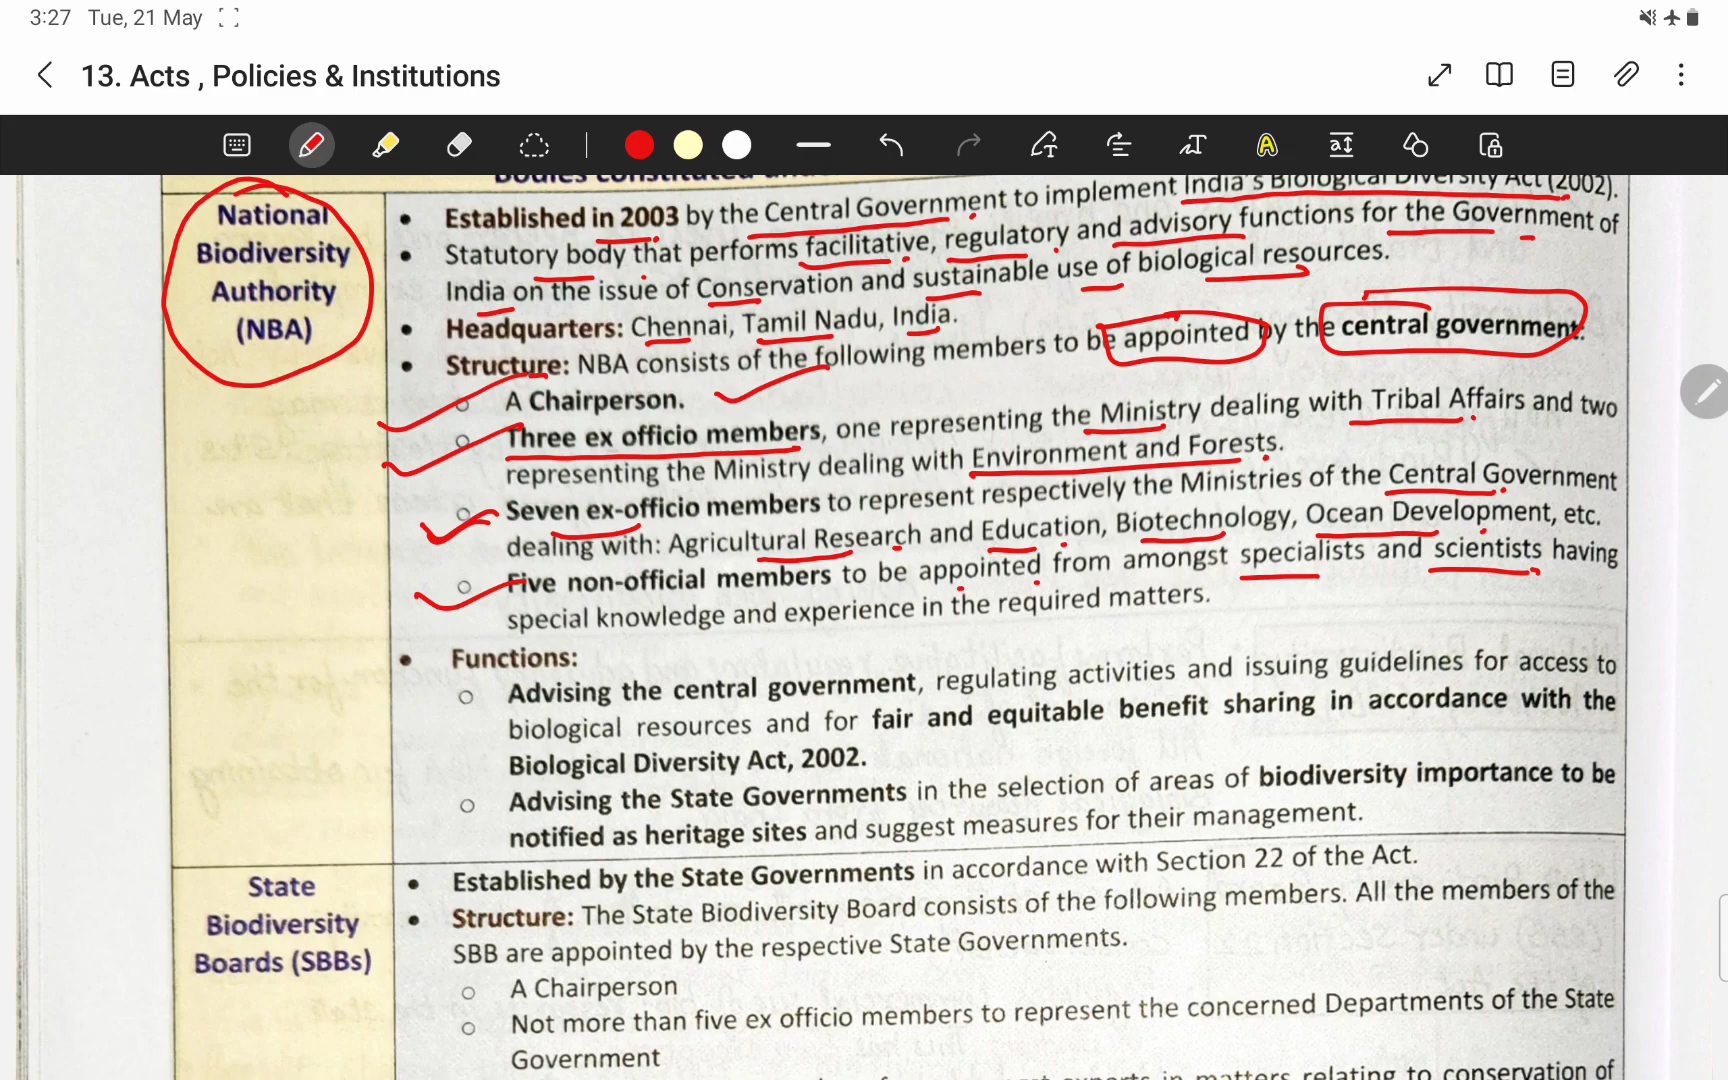 3:27 Tue, 21 May
13. Acts , Policies & Institutions
National
Biodiversity
Authority
(NBA)
• Established in 2003 by the Central Government to implement India's Biological Diversity Act (2002).
• Statutory body that performs facilitative, regulatory and advisory functions for the Government of
India on the issue of Conservation and sustainable use of biological resources.
• Headquarters: Chennai, Tamil Nadu, India.
• Structure: NBA consists of the following members to be appointed by the central government.
o A Chairperson.
o Three ex officio members, one representing the Ministry dealing with Tribal Affairs and two
representing the Ministry dealing with Environment and Forests.
o Seven ex-officio members to represent respectively the Ministries of the Central Government
dealing with: Agricultural Research and Education, Biotechnology, Ocean Development, etc.
o Five non-official members to be appointed from amongst specialists and scientists having
special knowledge and experience in the required matters.
• Functions:
o Advising the central government, regulating activities and issuing guidelines for access to
biological resources and for fair and equitable benefit sharing in accordance with the
Biological Diversity Act, 2002.
o Advising the State Governments in the selection of areas of biodiversity importance to be
notified as heritage sites and suggest measures for their management.
State
Biodiversity
Boards (SBBs)
• Established by the State Governments in accordance with Section 22 of the Act.
• Structure: The State Biodiversity Board consists of the following members. All the members of the
SBB are appointed by the respective State Governments.
o A Chairperson
o Not more than five ex officio members to represent the concerned Departments of the State
Government
in matters relating to conservation of